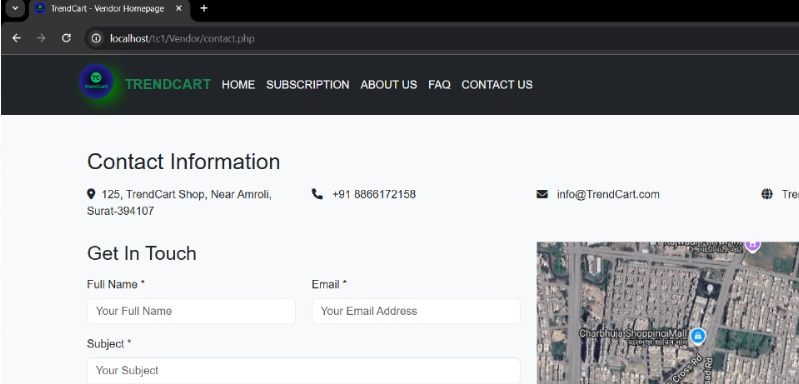 TrendCart - Vendor Homepage
localhost/tc1/Vendor/contact.php
TC
TrendCart
TRENDCART HOME SUBSCRIPTION ABOUT US FAQ CONTACT US
Contact Information
125, TrendCart Shop, Near Amroli,
Surat-394107
+91 8866172158
info@TrendCart.com
Get In Touch
Full Name *
Email *
Your Full Name
Your Email Address
Subject *
Your Subject
Charbhuja Shopping Mall
Cross Rd